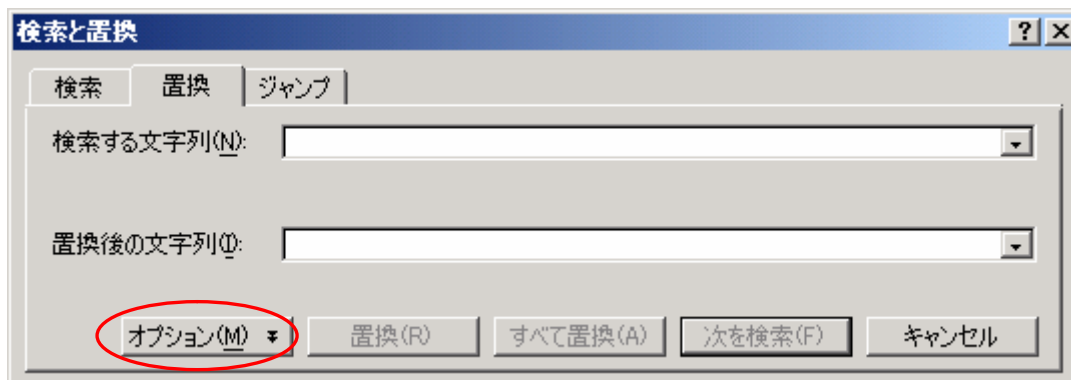 検索と置換
検索 置換 ジャンプ
検索する文字列(N):
置換後の文字列(I):
オプション(M) 置換(R) すべて置換(A) 次を検索(F) キャンセル